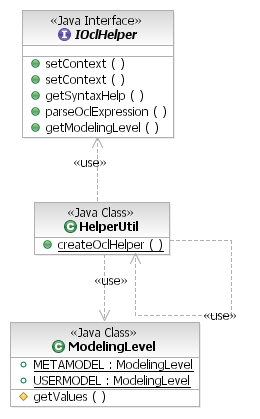 «Java Interface»
I IOclHelper
setContext ( )
setContext ( )
getSyntaxHelp ( )
parseOclExpression ( )
getModelingLevel ( )
«use»
«Java Class»
C HelperUtil
createOclHelper ( )
«use»
«use»
«Java Class»
C ModelingLevel
METAMODEL : ModelingLevel
USERMODEL : ModelingLevel
getValues ( )